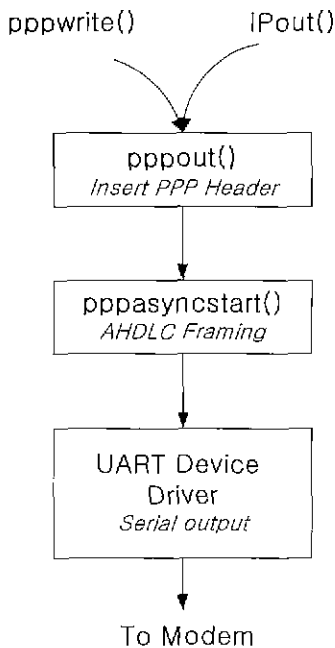 pppwrite()
IPout()
pppout()
Insert PPP Header
pppasyncstart()
AHDLC Framing
UART Device
Driver
Serial output
To Modem